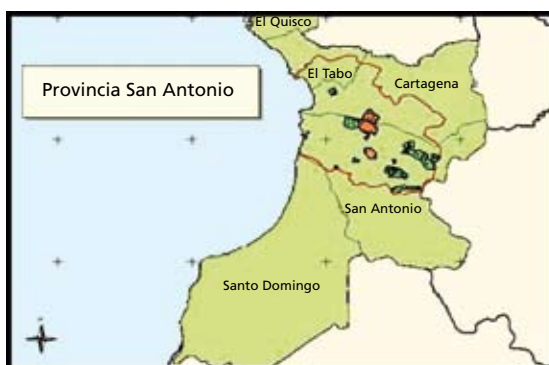 El Quisco
El Tabo
Cartagena
Provincia San Antonio
San Antonio
Santo Domingo